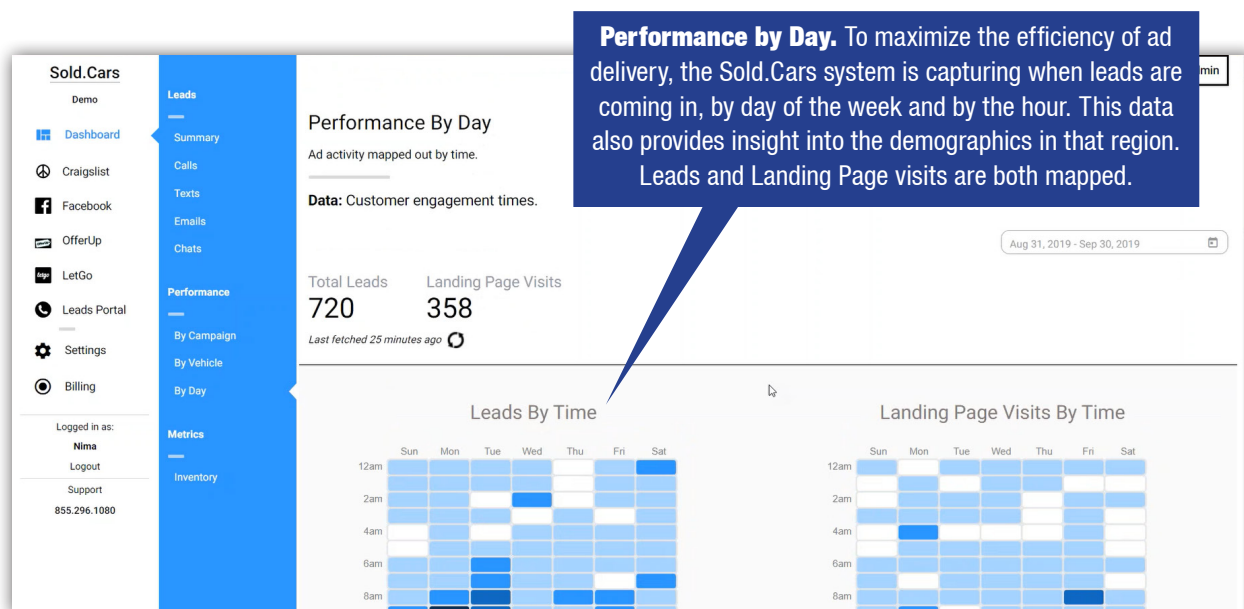 Performance by Day. To maximize the efficiency of ad
delivery, the Sold.Cars system is capturing when leads are
coming in, by day of the week and by the hour. This data
also provides insight into the demographics in that region.
Leads and Landing Page visits are both mapped.
Sold.Cars
Demo
Dashboard
Craigslist
Facebook
OfferUp
letgo
LetGo
Leads Portal
Settings
Billing
Logged in as:
Nima
Logout
Support
855.296.1080
Leads
Summary
Calls
Texts
Emails
Chats
Performance
By Campaign
By Vehicle
By Day
Metrics
Inventory
Performance By Day
Ad activity mapped out by time.
Data: Customer engagement times.
Aug 31, 2019 - Sep 30, 2019
Total Leads Landing Page Visits
720 358
Last fetched 25 minutes ago
Leads By Time
Sun Mon Tue Wed Thu Fri Sat
12am
2am
4am
6am
8am
Landing Page Visits By Time
Sun Mon Tue Wed Thu Fri Sat
12am
2am
4am
6am
8am